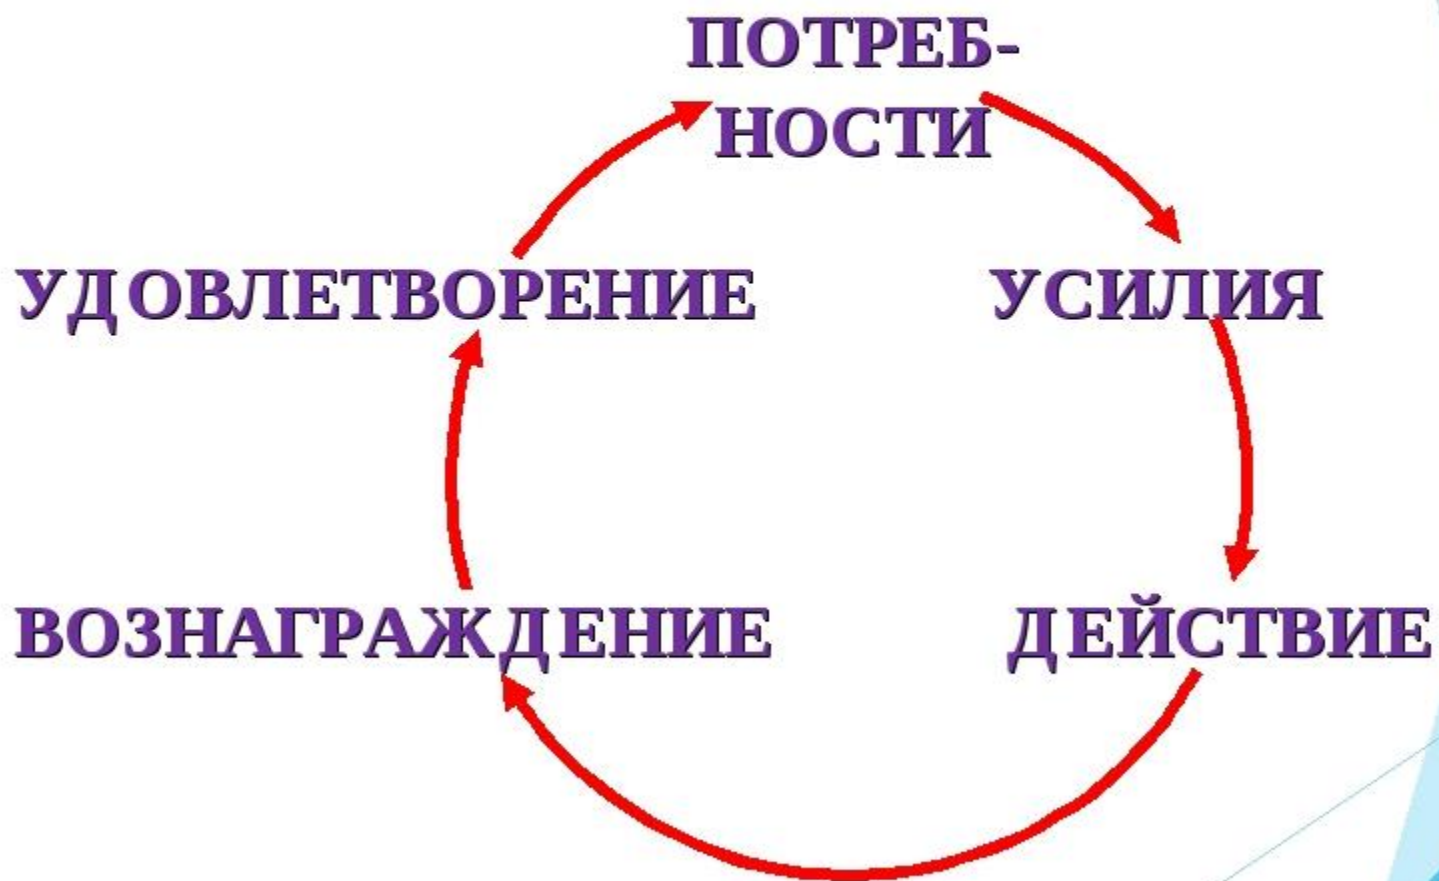 ПОТРЕБ-
НОСТИ
УДОВЛЕТВОРЕНИЕ
УСИЛИЯ
ВОЗНАГРАЖДЕНИЕ
ДЕЙСТВИЕ